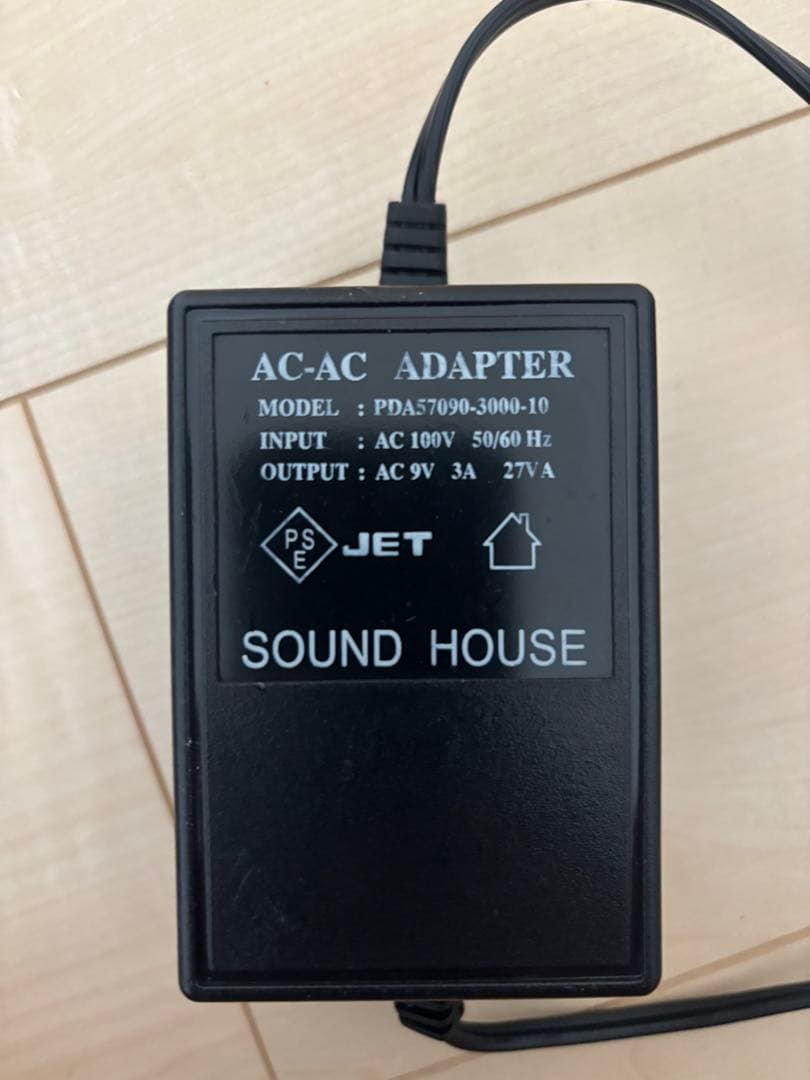 AC-AC ADAPTER
MODEL : PDA57090-3000-10
INPUT : AC 100V 50/60 Hz
OUTPUT : AC 9V 3A 27VA
PSE JET
SOUND HOUSE